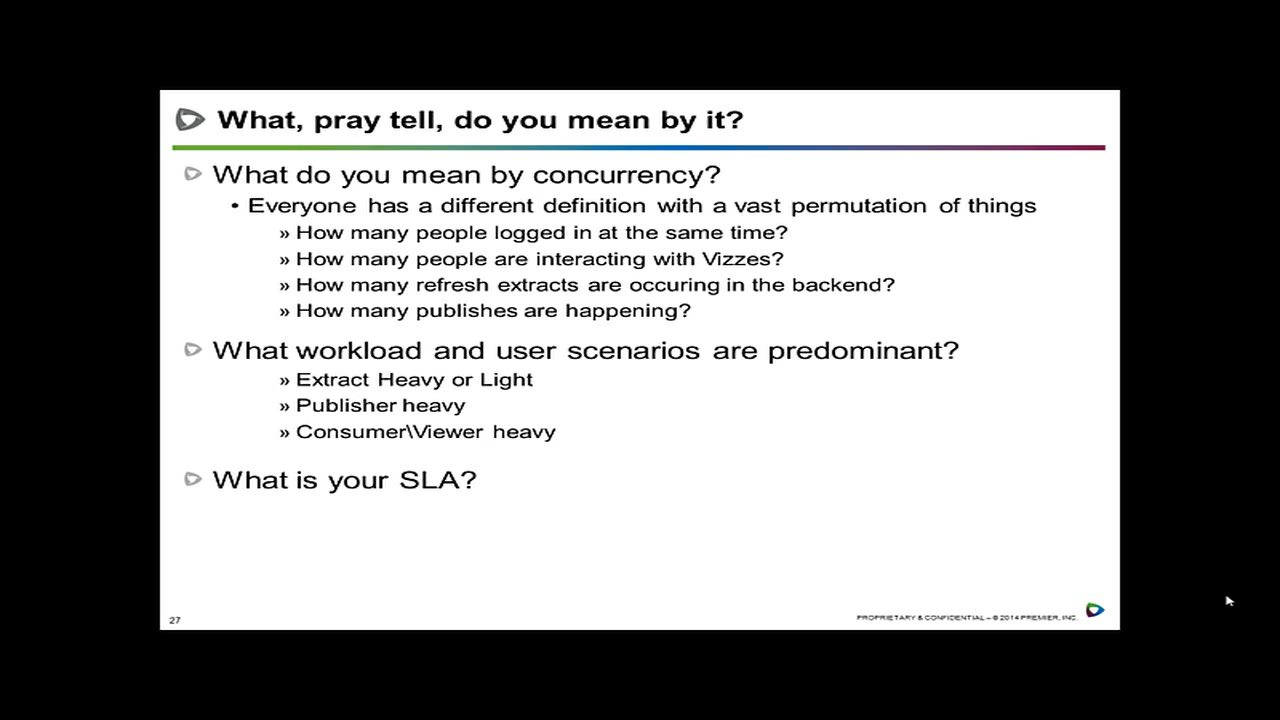 What, pray tell, do you mean by it?
What do you mean by concurrency?
• Everyone has a different definition with a vast permutation of things
» How many people logged in at the same time?
» How many people are interacting with Vizzes?
» How many refresh extracts are occuring in the backend?
» How many publishes are happening?
What workload and user scenarios are predominant?
» Extract Heavy or Light
» Publisher heavy
» Consumer\Viewer heavy
What is your SLA?
27
PROPRIETARY & CONFIDENTIAL – © 2014 PREMIER, INC.